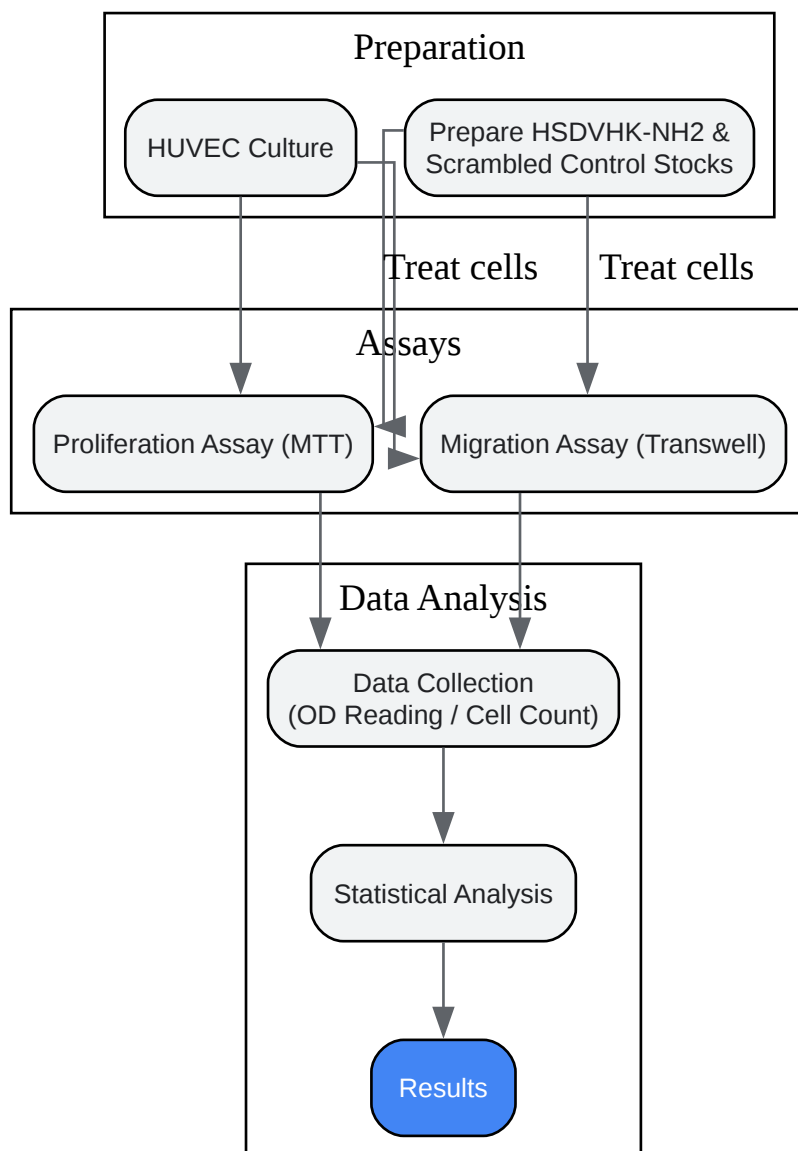 Preparation
HUVEC Culture
Prepare HSDVHK-NH2 &
Scrambled Control Stocks
Treat cells
Treat cells
Assays
Proliferation Assay (MTT)
Migration Assay (Transwell)
Data Analysis
Data Collection
(OD Reading / Cell Count)
Statistical Analysis
Results